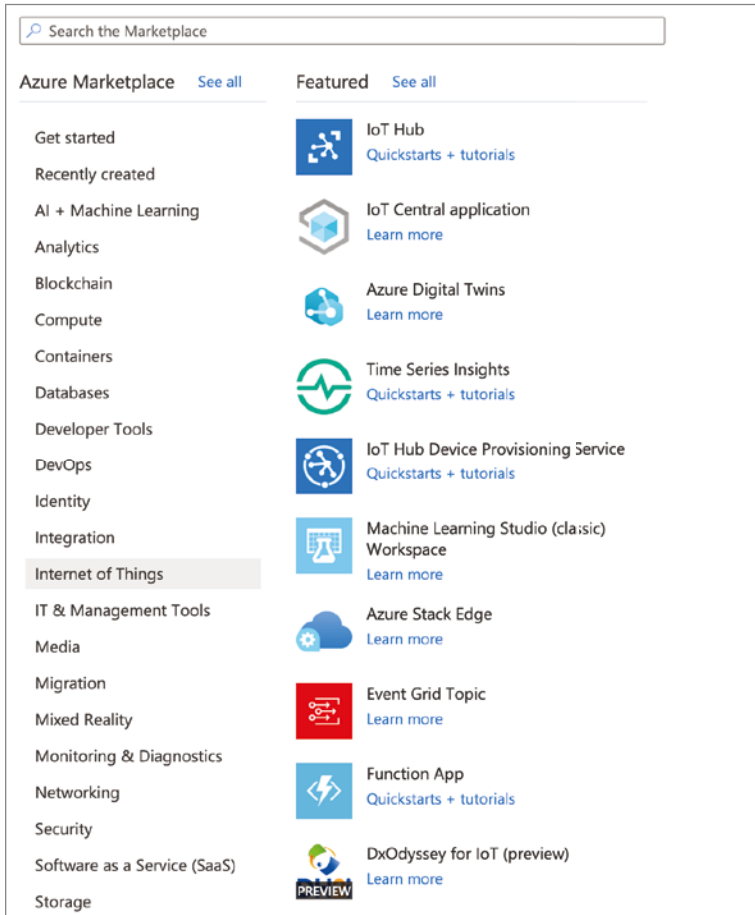 Search the Marketplace
Azure Marketplace See all
Get started
Recently created
AI + Machine Learning
Analytics
Blockchain
Compute
Containers
Databases
Developer Tools
DevOps
Identity
Integration
Internet of Things
IT & Management Tools
Media
Migration
Mixed Reality
Monitoring & Diagnostics
Networking
Security
Software as a Service (SaaS)
Storage
Featured See all
IoT Hub
Quickstarts + tutorials
IoT Central application
Learn more
Azure Digital Twins
Learn more
Time Series Insights
Quickstarts + tutorials
IoT Hub Device Provisioning Service
Quickstarts + tutorials
Machine Learning Studio (classic)
Workspace
Learn more
Azure Stack Edge
Learn more
Event Grid Topic
Learn more
Function App
Quickstarts + tutorials
DxOdyssey for IoT (preview)
Learn more
PREVIEW